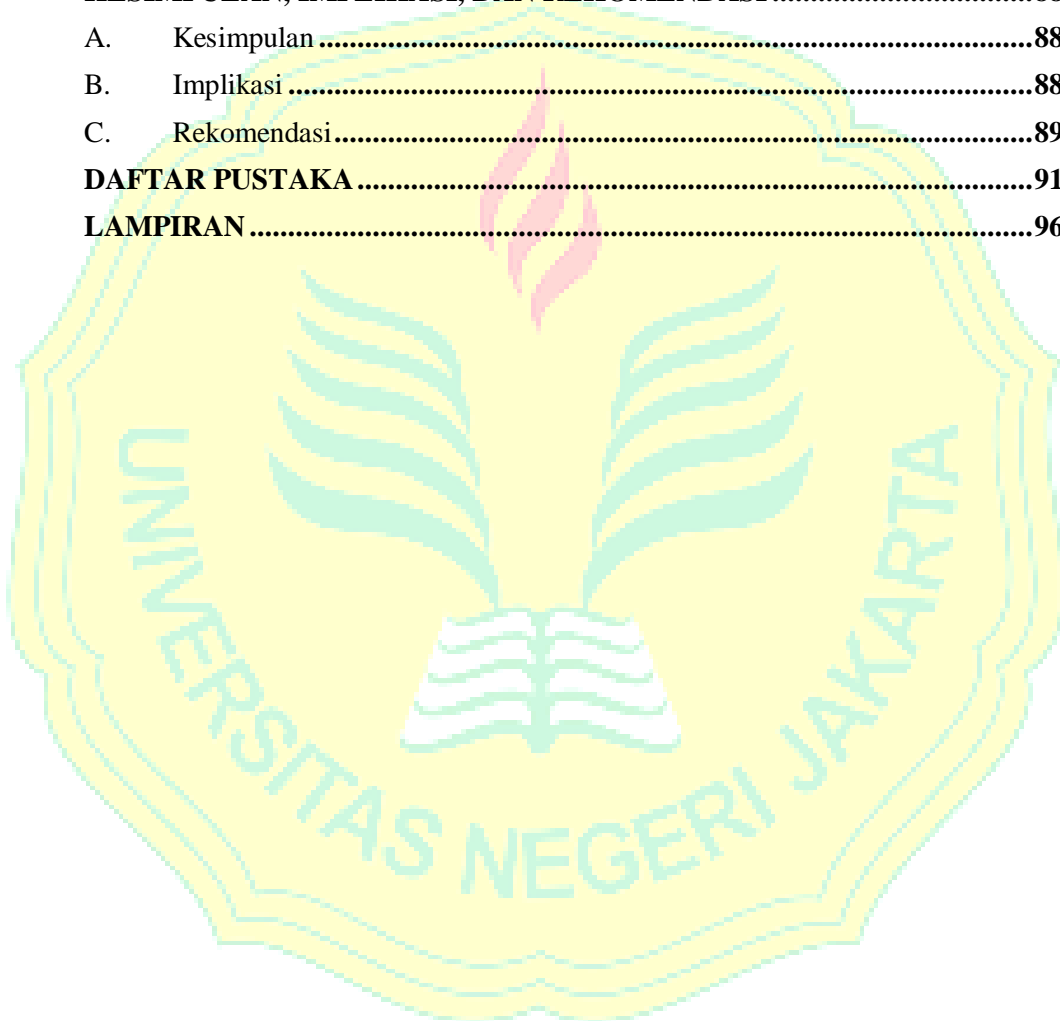 A. Kesimpulan ........ 88
B. Implikasi ........ 88
C. Rekomendasi ........ 89
DAFTAR PUSTAKA ........ 91
LAMPIRAN ........ 96
UNIVERSITAS NEGERI JAKARTA